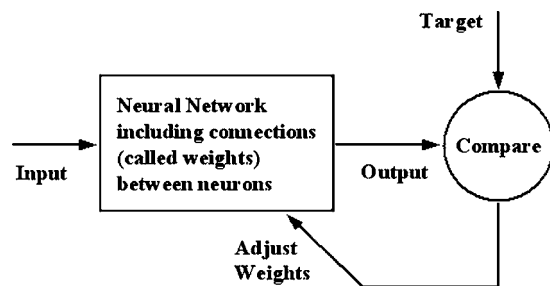 Target
Neural Network
including connections
(called weights)
between neurons
Input
Output
Compare
Adjust
Weights